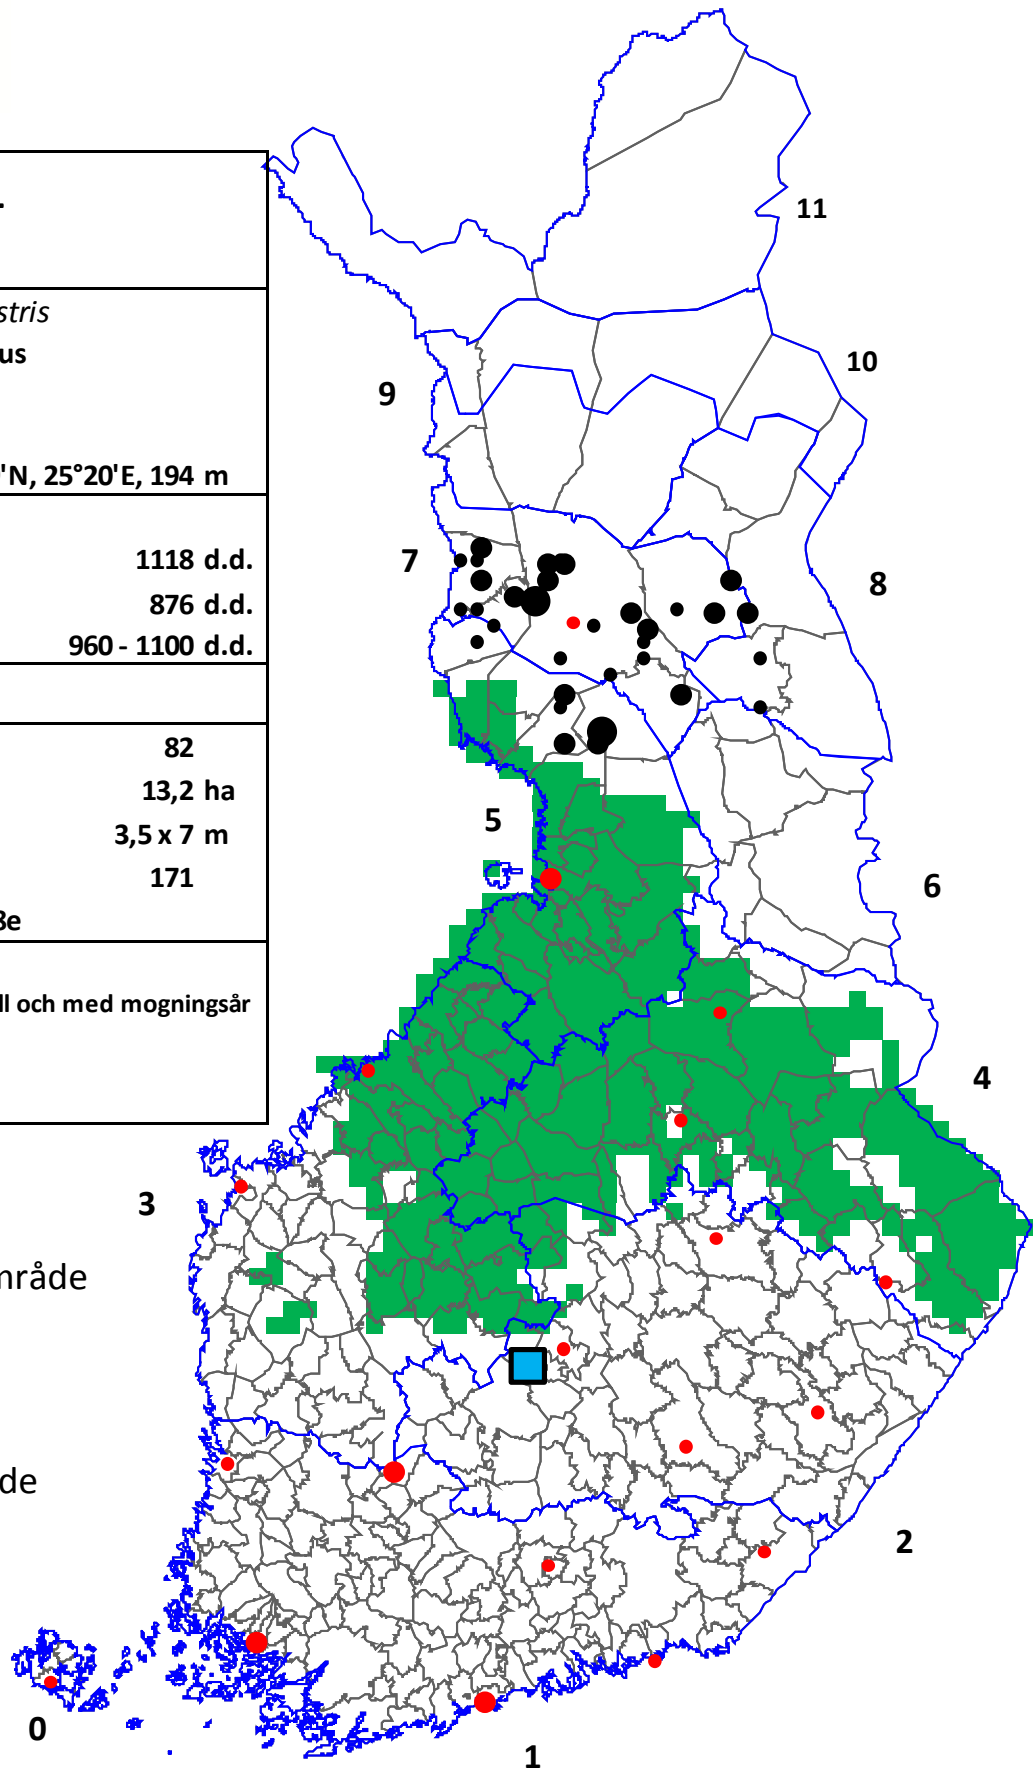 .
stris
us
'N, 25°20'E, 194 m
1118 d.d.
876 d.d.
960 - 1100 d.d.
82
13,2 ha
3,5 x 7 m
171
3e
ll och med mogningsår
mråde
de
11
10
9
8
7
6
5
4
3
2
1
0